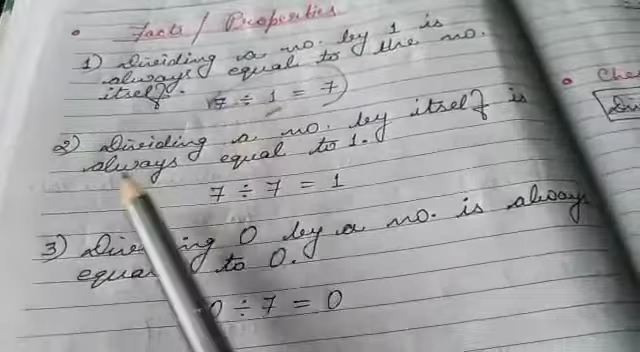 • Facts / Properties
1) Dividing a no. by 1 is
always equal to the no.
itself.
7 ÷ 1 = 7
2) Dividing a no. by itself is
always equal to 1.
7 ÷ 7 = 1
3) 0 by a no. is always
to 0.
0 ÷ 7 = 0